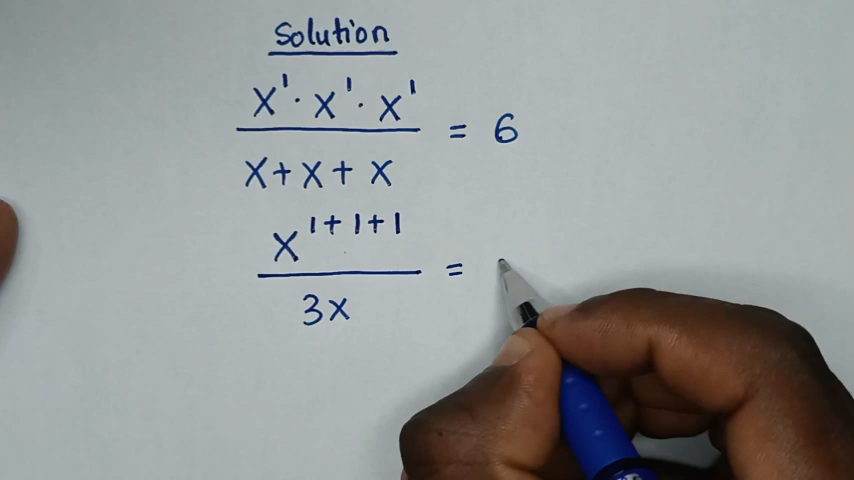 Solution
x¹ · x¹ · x¹ / x + x + x = 6
x¹⁺¹⁺¹ / 3x =